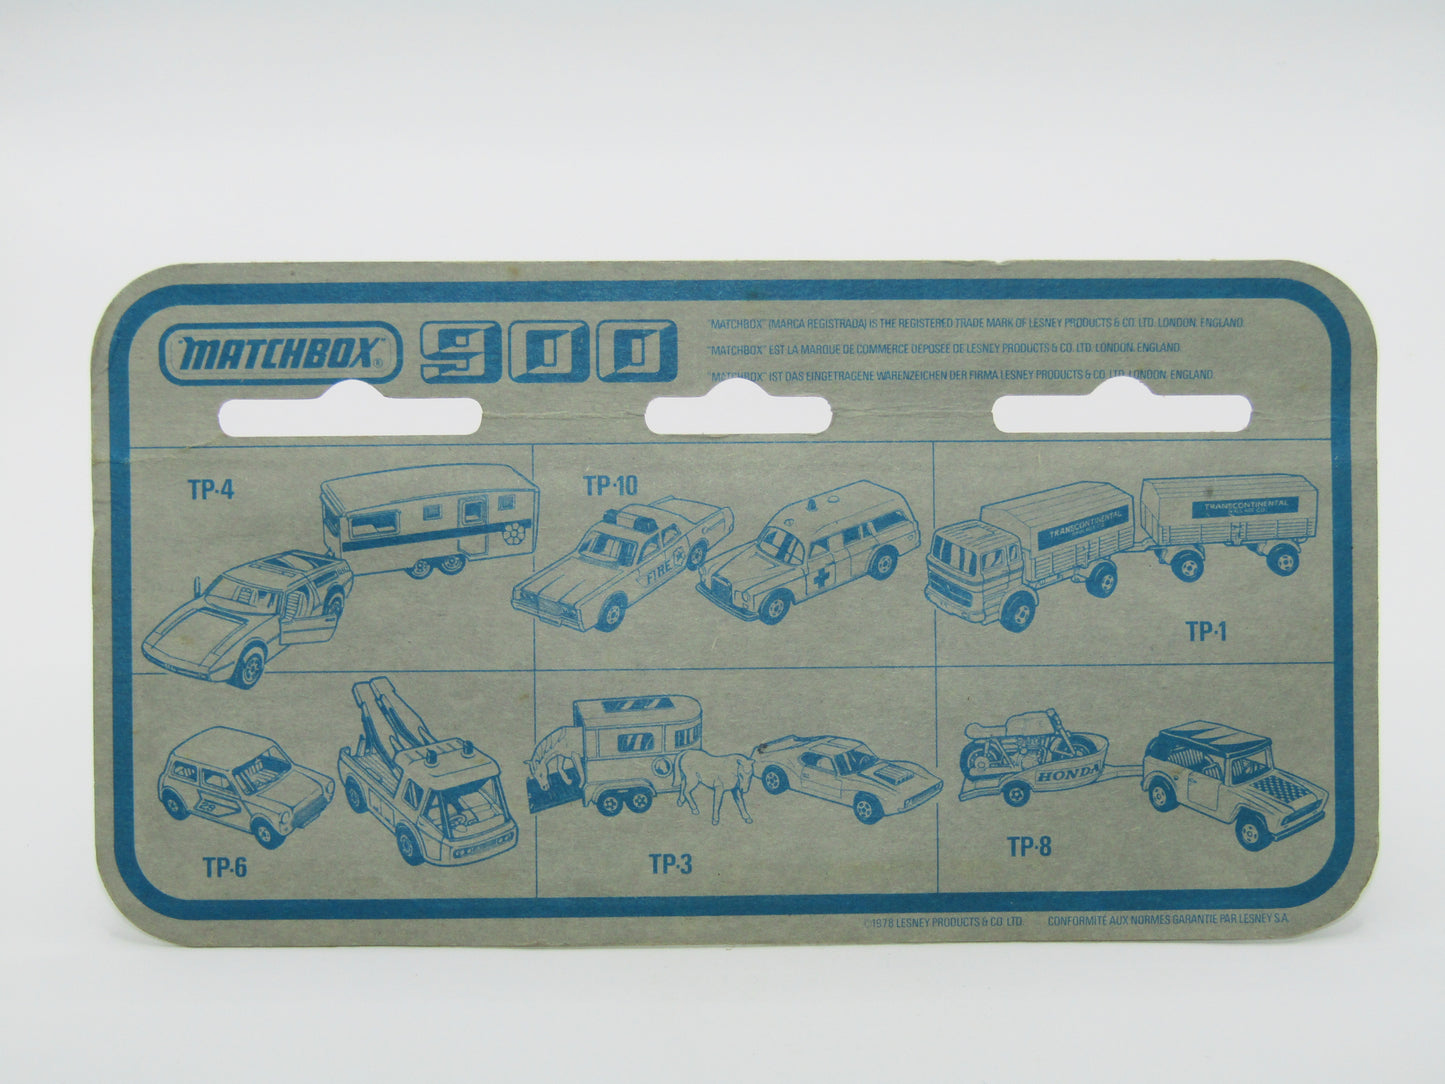 "MATCHBOX"®
900
"MATCHBOX" (MARCA REGISTRADA) IS THE REGISTERED TRADE MARK OF LESNEY PRODUCTS & CO. LTD. LONDON. ENGLAND.
"MATCHBOX" EST LA MARQUE DE COMMERCE DEPOSEE DE LESNEY PRODUCTS & CO. LTD. LONDON. ENGLAND.
"MATCHBOX" IST DAS EINGETRAGENE WARENZEICHEN DER FIRMA LESNEY PRODUCTS & CO. LTD. LONDON. ENGLAND.
TP·4
TP·10
FIRE
TRANSCONTINENTAL
TRANSCONTINENTAL
TP·1
TP·6
TP·3
HONDA
TP·8
©1978 LESNEY PRODUCTS & CO. LTD.
CONFORMITÉ AUX NORMES GARANTIE PAR LESNEY S.A.